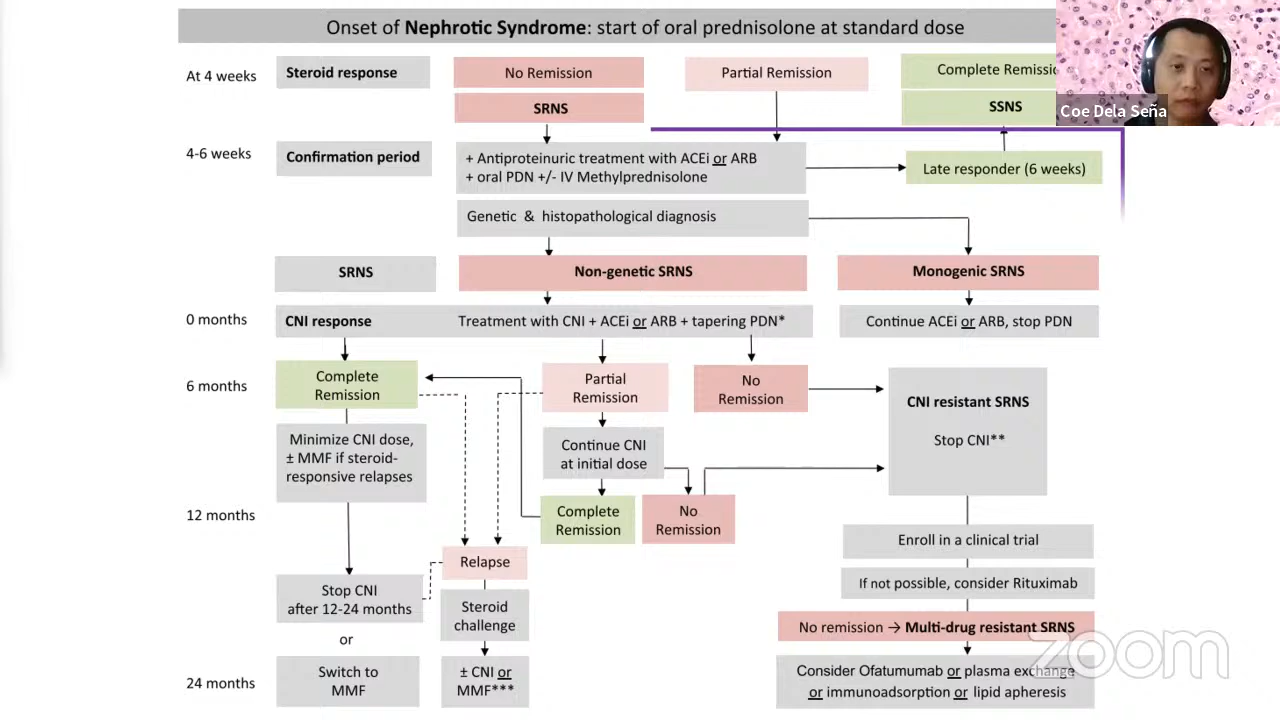 Onset of Nephrotic Syndrome: start of oral prednisolone at standard dose
At 4 weeks
Steroid response
No Remission
Partial Remission
Complete
SRNS
SSNS
Coe Dela Seña
4-6 weeks
Confirmation period
+ Antiproteinuric treatment with ACEi or ARB
+ oral PDN +/- IV Methylprednisolone
Late responder (6 weeks)
Genetic & histopathological diagnosis
SRNS
Non-genetic SRNS
Monogenic SRNS
0 months
CNI response
Treatment with CNI + ACEi or ARB + tapering PDN*
Continue ACEi or ARB, stop PDN
6 months
Complete
Remission
Partial
Remission
No
Remission
CNI resistant SRNS
Stop CNI**
Minimize CNI dose,
± MMF if steroid-
responsive relapses
Continue CNI
at initial dose
12 months
Complete
Remission
No
Remission
Enroll in a clinical trial
Relapse
If not possible, consider Rituximab
Stop CNI
after 12-24 months
Steroid
challenge
No remission → Multi-drug resistant SRNS
or
24 months
Switch to
MMF
± CNI or
MMF***
Consider Ofatumumab or plasma exchange
or immunoadsorption or lipid apheresis
zoom